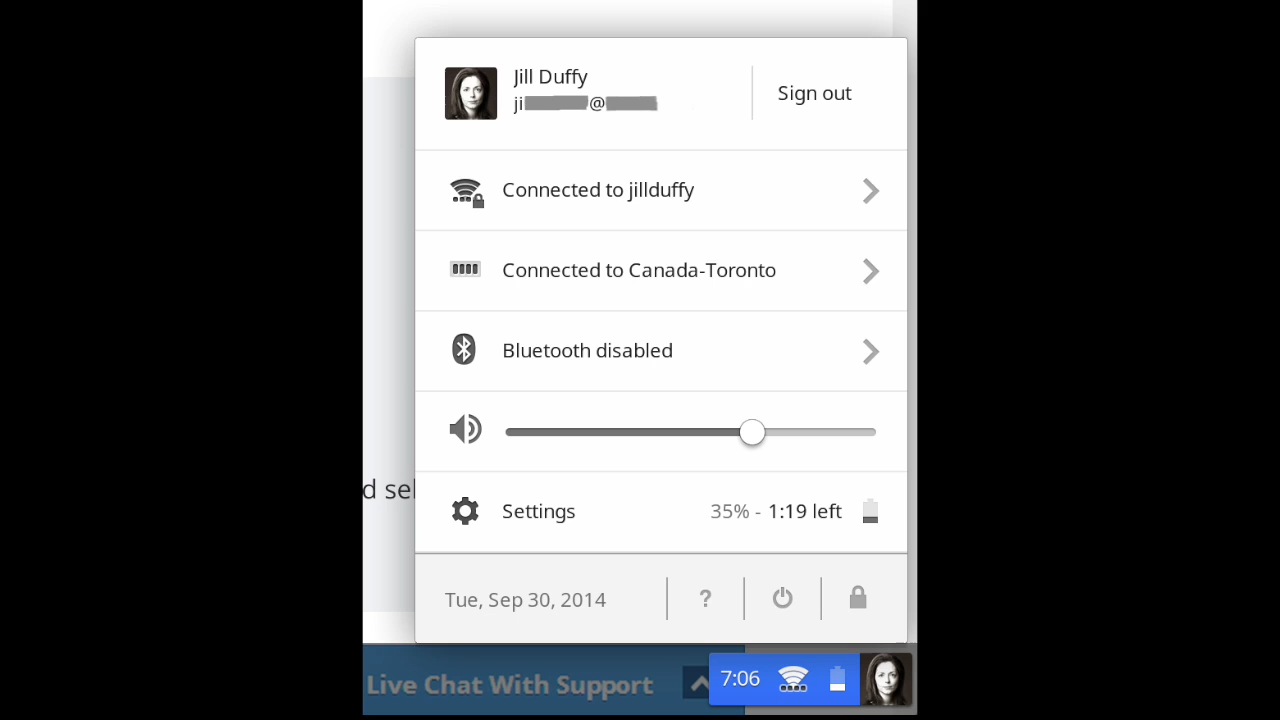 Jill Duffy
ji @
Sign out
Connected to jillduffy
Connected to Canada-Toronto
Bluetooth disabled
d sel
Settings
35% - 1:19 left
Tue, Sep 30, 2014
?
Live Chat With Support
7:06